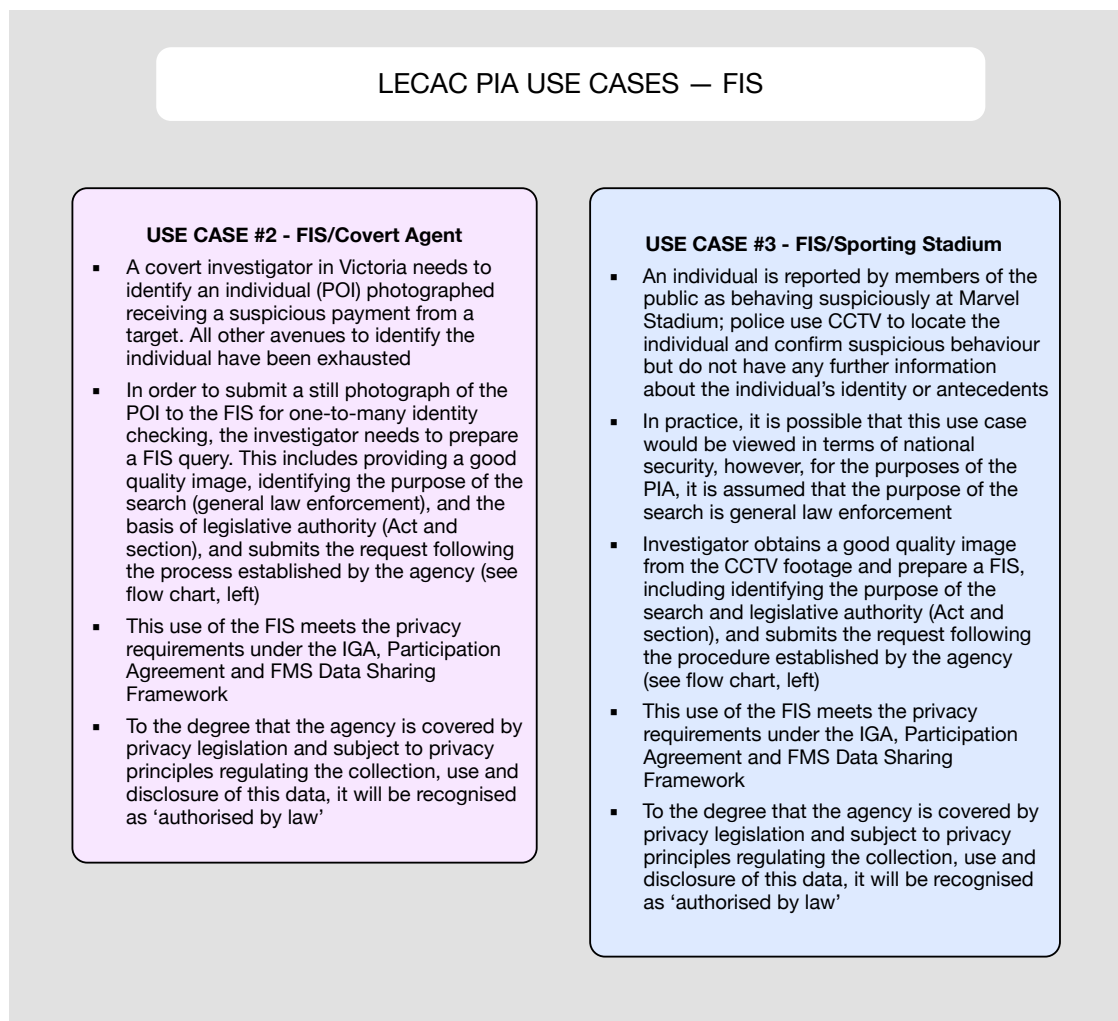 LECAC PIA USE CASES — FIS
USE CASE #2 - FIS/Covert Agent
▪ A covert investigator in Victoria needs to
identify an individual (POI) photographed
receiving a suspicious payment from a
target. All other avenues to identify the
individual have been exhausted
▪ In order to submit a still photograph of the
POI to the FIS for one-to-many identity
checking, the investigator needs to prepare
a FIS query. This includes providing a good
quality image, identifying the purpose of the
search (general law enforcement), and the
basis of legislative authority (Act and
section), and submits the request following
the process established by the agency (see
flow chart, left)
▪ This use of the FIS meets the privacy
requirements under the IGA, Participation
Agreement and FMS Data Sharing
Framework
▪ To the degree that the agency is covered by
privacy legislation and subject to privacy
principles regulating the collection, use and
disclosure of this data, it will be recognised
as ‘authorised by law’
USE CASE #3 - FIS/Sporting Stadium
▪ An individual is reported by members of the
public as behaving suspiciously at Marvel
Stadium; police use CCTV to locate the
individual and confirm suspicious behaviour
but do not have any further information
about the individual’s identity or antecedents
▪ In practice, it is possible that this use case
would be viewed in terms of national
security, however, for the purposes of the
PIA, it is assumed that the purpose of the
search is general law enforcement
▪ Investigator obtains a good quality image
from the CCTV footage and prepare a FIS,
including identifying the purpose of the
search and legislative authority (Act and
section), and submits the request following
the procedure established by the agency
(see flow chart, left)
▪ This use of the FIS meets the privacy
requirements under the IGA, Participation
Agreement and FMS Data Sharing
Framework
▪ To the degree that the agency is covered by
privacy legislation and subject to privacy
principles regulating the collection, use and
disclosure of this data, it will be recognised
as ‘authorised by law’